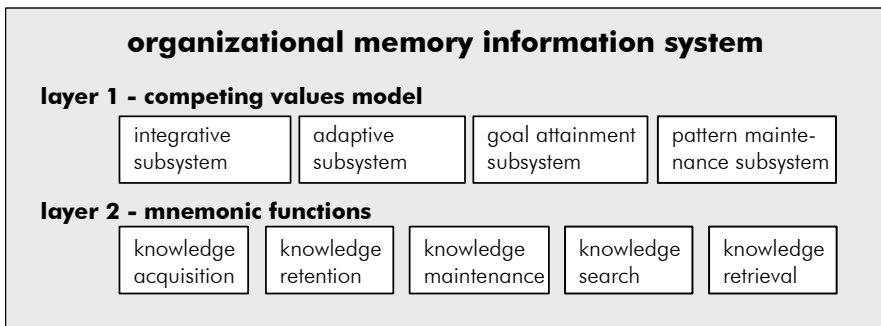 organizational memory information system
layer 1 - competing values model
integrative
subsystem
adaptive
subsystem
goal attainment
subsystem
pattern mainte-
nance subsystem
layer 2 - mnemonic functions
knowledge
acquisition
knowledge
retention
knowledge
maintenance
knowledge
search
knowledge
retrieval